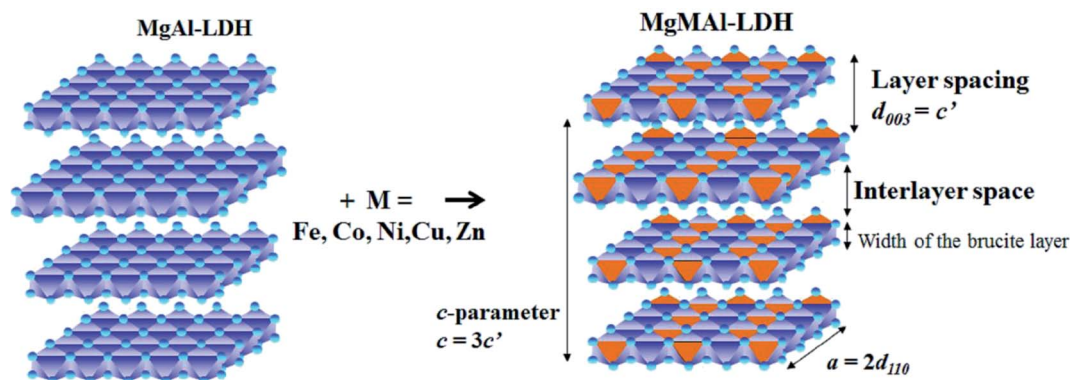 MgAl-LDH
MgMAl-LDH
Layer spacing
d003 = c’
+ M =
Fe, Co, Ni,Cu, Zn
Interlayer space
Width of the brucite layer
c-parameter
c = 3c’
a = 2d110